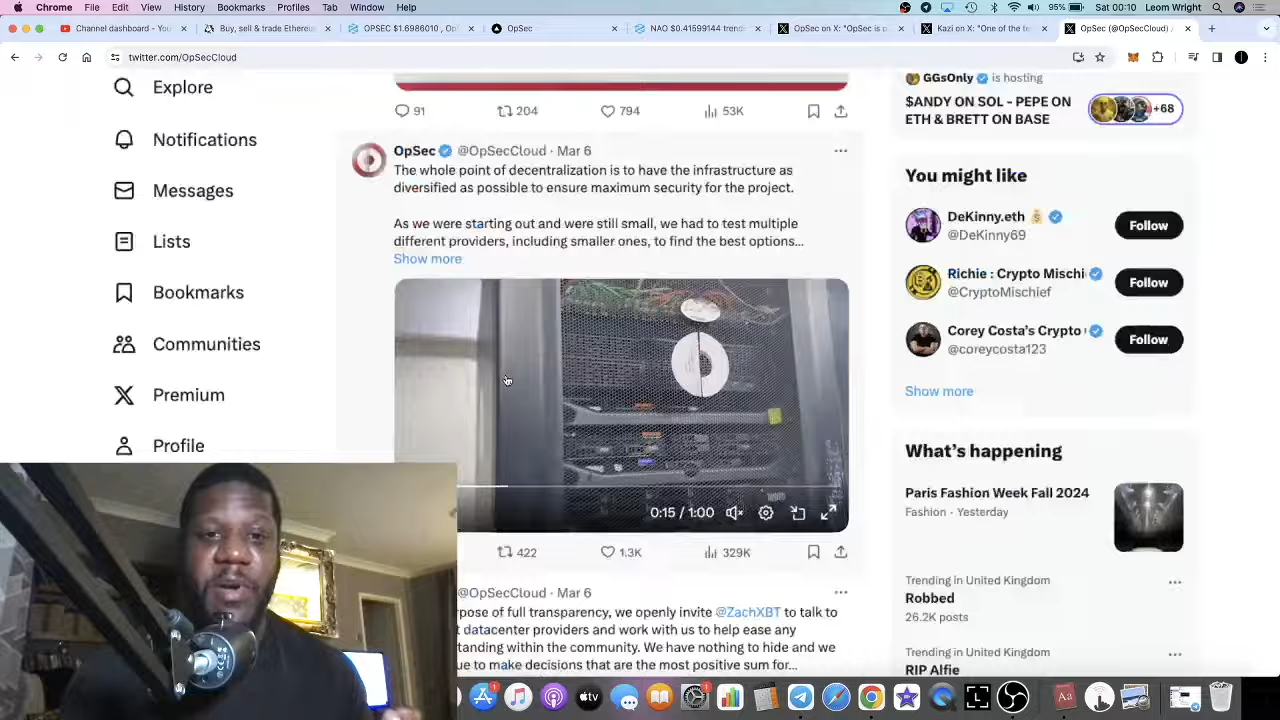 Chrome File Edit View History Bookmarks Profiles Tab Window Help
95% Sat 00:10 Leom Wright
Channel dashboard - You
Buy, sell & trade Ethereu
OPSEC $1.6986010
OpSec
NAO $0.41599144 trends
OpSec on X: "OpSec is
Kazi on X: "One of the te
OpSec (@OpSecCloud)
twitter.com/OpSecCloud
Explore
Notifications
Messages
Lists
Bookmarks
Communities
Premium
Profile
91 204 794 53K
OpSec @OpSecCloud · Mar 6
The whole point of decentralization is to have the infrastructure as
diversified as possible to ensure maximum security for the project.
As we were starting out and were still small, we had to test multiple
different providers, including smaller ones, to find the best options...
Show more
0:15 / 1:00
422 1.3K 329K
@OpSecCloud · Mar 6
rpose of full transparency, we openly invite @ZachXBT to talk to
t datacenter providers and work with us to help ease any
tanding within the community. We have nothing to hide and we
ue to make decisions that are the most positive sum for...
GGsOnly is hosting
$ANDY ON SOL - PEPE ON
ETH & BRETT ON BASE
+68
You might like
DeKinny.eth
@DeKinny69
Follow
Richie : Crypto Mischi
@CryptoMischief
Follow
Corey Costa's Crypto
@coreycosta123
Follow
Show more
What's happening
Paris Fashion Week Fall 2024
Fashion · Yesterday
Trending in United Kingdom
Robbed
26.2K posts
Trending in United Kingdom
RIP Alfie